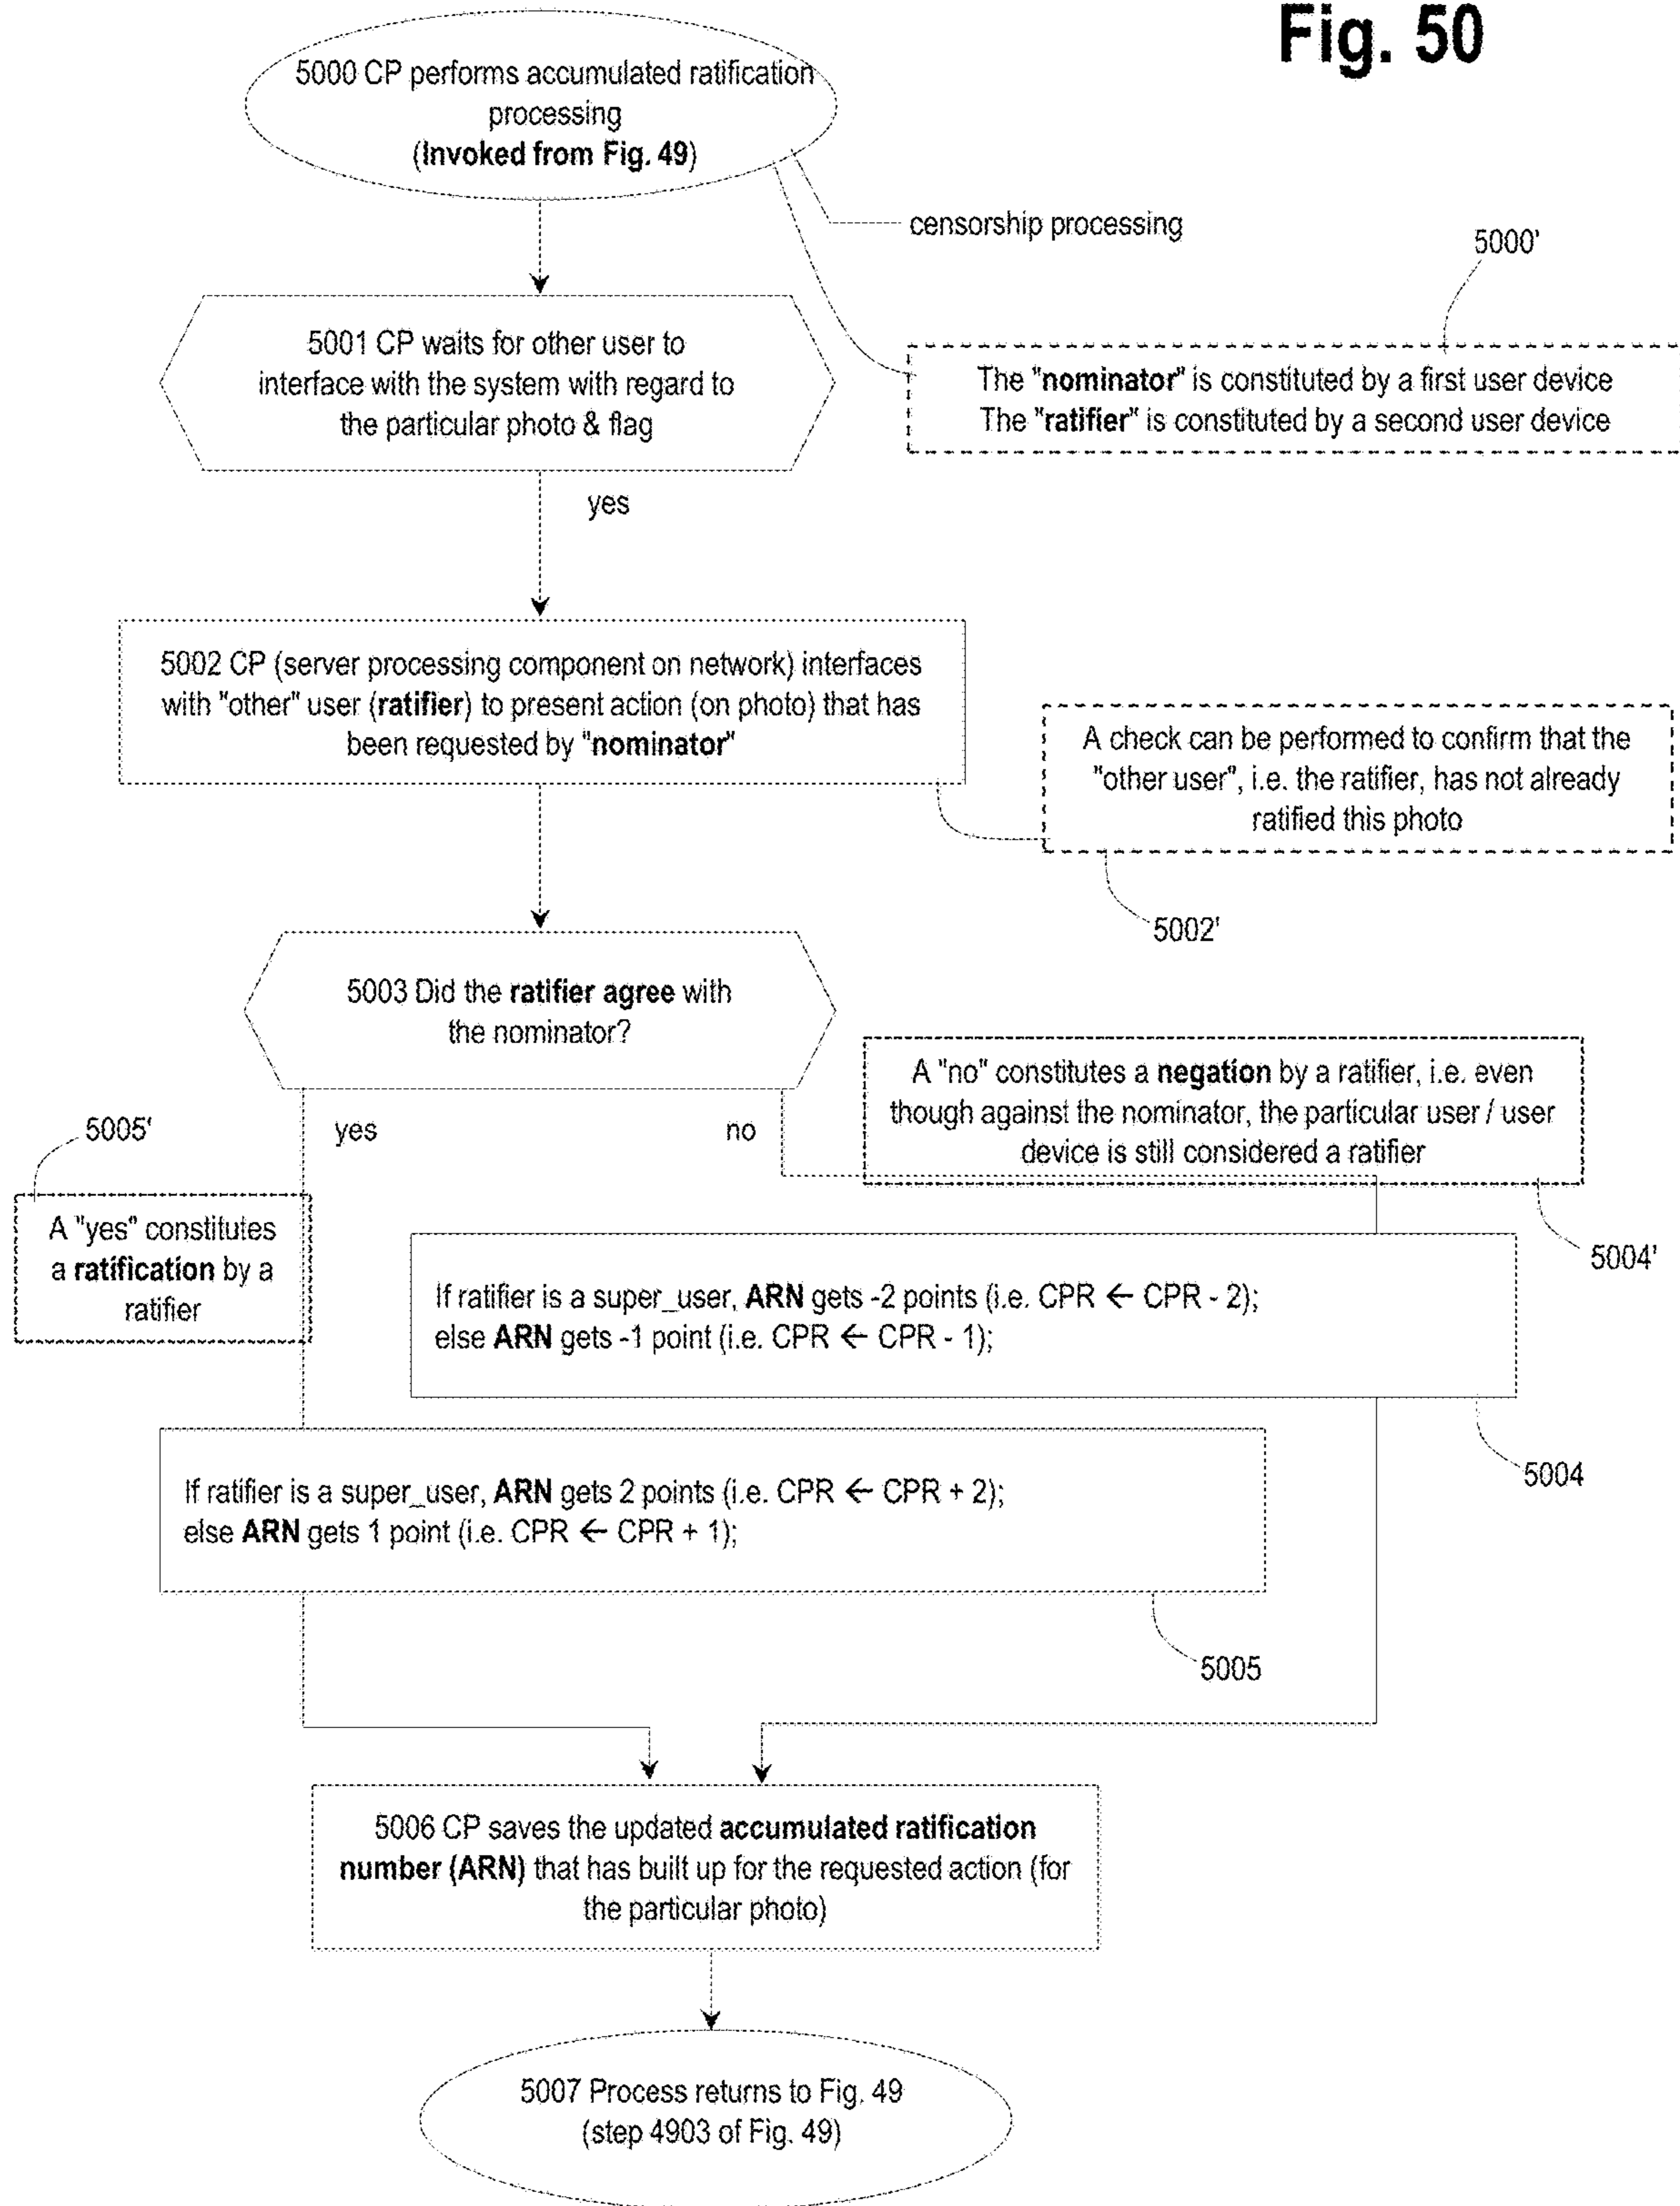 Fig. 50
5000 CP performs accumulated ratification
processing
(Invoked from Fig. 49)
censorship processing
5000'
The "nominator" is constituted by a first user device
The "ratifier" is constituted by a second user device
5001 CP waits for other user to
interface with the system with regard to
the particular photo & flag
yes
5002 CP (server processing component on network) interfaces
with "other" user (ratifier) to present action (on photo) that has
been requested by "nominator"
A check can be performed to confirm that the
"other user", i.e. the ratifier, has not already
ratified this photo
5002'
5003 Did the ratifier agree with
the nominator?
A "no" constitutes a negation by a ratifier, i.e. even
though against the nominator, the particular user / user
device is still considered a ratifier
5004'
yes
no
5005'
A "yes" constitutes
a ratification by a
ratifier
If ratifier is a super_user, ARN gets -2 points (i.e. CPR ← CPR - 2);
else ARN gets -1 point (i.e. CPR ← CPR - 1);
5004
If ratifier is a super_user, ARN gets 2 points (i.e. CPR ← CPR + 2);
else ARN gets 1 point (i.e. CPR ← CPR + 1);
5005
5006 CP saves the updated accumulated ratification
number (ARN) that has built up for the requested action (for
the particular photo)
5007 Process returns to Fig. 49
(step 4903 of Fig. 49)